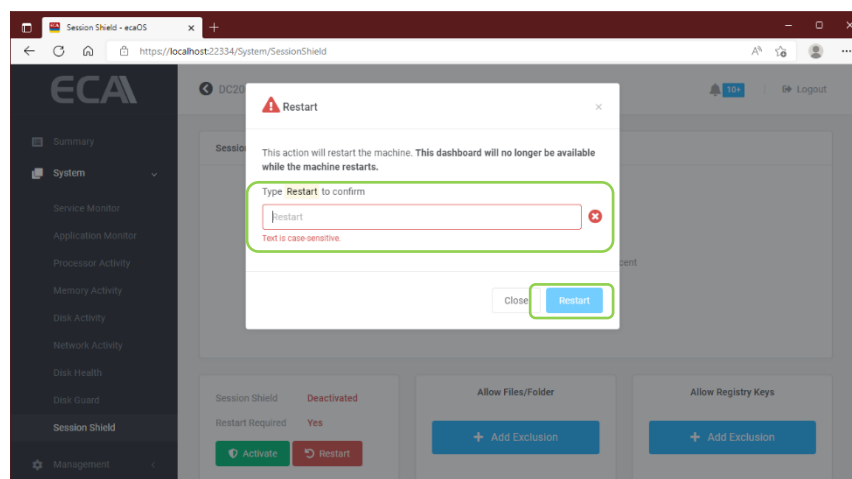 Session Shield - ecaOS
https://localhost:22334/System/SessionShield
ECA
DC20
10+
Logout
Summary
System
Service Monitor
Application Monitor
Processor Activity
Memory Activity
Disk Activity
Network Activity
Disk Health
Disk Guard
Session Shield
Management
Sessio
Restart
This action will restart the machine. This dashboard will no longer be available
while the machine restarts.
Type Restart to confirm
Restart
Text is case-sensitive.
cent
Close
Restart
Session Shield Deactivated
Restart Required Yes
Activate
Restart
Allow Files/Folder
+ Add Exclusion
Allow Registry Keys
+ Add Exclusion